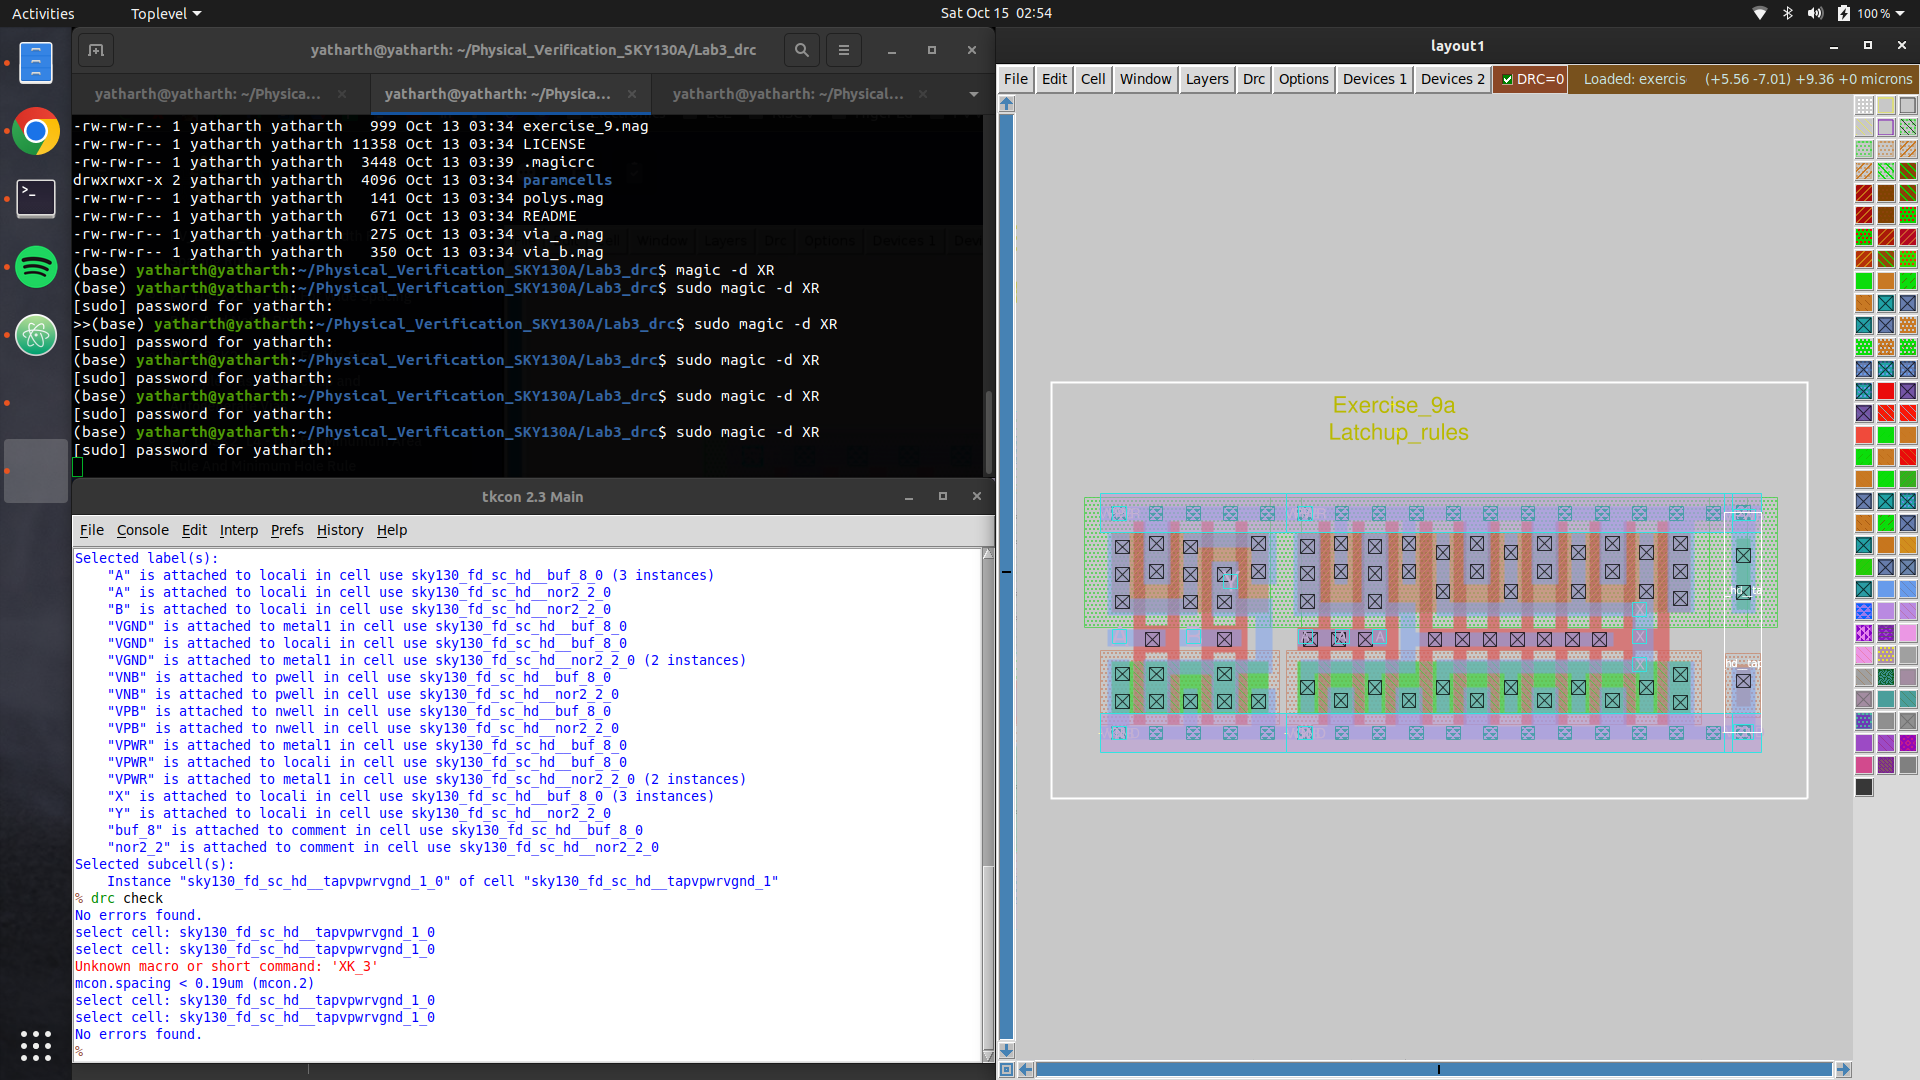 Activities
Toplevel
Sat Oct 15 02:54
100 %
yatharth@yatharth: ~/Physical_Verification_SKY130A/Lab3_drc
yatharth@yatharth: ~/Physica...
yatharth@yatharth: ~/Physica...
yatharth@yatharth: ~/Physical...
-rw-rw-r-- 1 yatharth yatharth   999 Oct 13 03:34 exercise_9.mag
-rw-rw-r-- 1 yatharth yatharth 11358 Oct 13 03:34 LICENSE
-rw-rw-r-- 1 yatharth yatharth  3448 Oct 13 03:39 .magicrc
drwxrwxr-x 2 yatharth yatharth  4096 Oct 13 03:34 paramcells
-rw-rw-r-- 1 yatharth yatharth   141 Oct 13 03:34 polys.mag
-rw-rw-r-- 1 yatharth yatharth   671 Oct 13 03:34 README
-rw-rw-r-- 1 yatharth yatharth   275 Oct 13 03:34 via_a.mag
-rw-rw-r-- 1 yatharth yatharth   350 Oct 13 03:34 via_b.mag
(base) yatharth@yatharth:~/Physical_Verification_SKY130A/Lab3_drc$ magic -d XR
(base) yatharth@yatharth:~/Physical_Verification_SKY130A/Lab3_drc$ sudo magic -d XR
[sudo] password for yatharth:
>>(base) yatharth@yatharth:~/Physical_Verification_SKY130A/Lab3_drc$ sudo magic -d XR
[sudo] password for yatharth:
(base) yatharth@yatharth:~/Physical_Verification_SKY130A/Lab3_drc$ sudo magic -d XR
[sudo] password for yatharth:
(base) yatharth@yatharth:~/Physical_Verification_SKY130A/Lab3_drc$ sudo magic -d XR
[sudo] password for yatharth:
(base) yatharth@yatharth:~/Physical_Verification_SKY130A/Lab3_drc$ sudo magic -d XR
[sudo] password for yatharth:
tkcon 2.3 Main
File Console Edit Interp Prefs History Help
Selected label(s):
"A" is attached to locali in cell use sky130_fd_sc_hd__buf_8_0 (3 instances)
"A" is attached to locali in cell use sky130_fd_sc_hd__nor2_2_0
"B" is attached to locali in cell use sky130_fd_sc_hd__nor2_2_0
"VGND" is attached to metal1 in cell use sky130_fd_sc_hd__buf_8_0
"VGND" is attached to locali in cell use sky130_fd_sc_hd__buf_8_0
"VGND" is attached to metal1 in cell use sky130_fd_sc_hd__nor2_2_0 (2 instances)
"VNB" is attached to pwell in cell use sky130_fd_sc_hd__buf_8_0
"VNB" is attached to pwell in cell use sky130_fd_sc_hd__nor2_2_0
"VPB" is attached to nwell in cell use sky130_fd_sc_hd__buf_8_0
"VPB" is attached to nwell in cell use sky130_fd_sc_hd__nor2_2_0
"VPWR" is attached to metal1 in cell use sky130_fd_sc_hd__buf_8_0
"VPWR" is attached to locali in cell use sky130_fd_sc_hd__buf_8_0
"VPWR" is attached to metal1 in cell use sky130_fd_sc_hd__nor2_2_0 (2 instances)
"X" is attached to locali in cell use sky130_fd_sc_hd__buf_8_0 (3 instances)
"Y" is attached to locali in cell use sky130_fd_sc_hd__nor2_2_0
"buf_8" is attached to comment in cell use sky130_fd_sc_hd__buf_8_0
"nor2_2" is attached to comment in cell use sky130_fd_sc_hd__nor2_2_0
Selected subcell(s):
Instance "sky130_fd_sc_hd__tapvpwrvgnd_1_0" of cell "sky130_fd_sc_hd__tapvpwrvgnd_1"
% drc check
No errors found.
select cell: sky130_fd_sc_hd__tapvpwrvgnd_1_0
select cell: sky130_fd_sc_hd__tapvpwrvgnd_1_0
Unknown macro or short command: 'XK_3'
mcon.spacing < 0.19um (mcon.2)
select cell: sky130_fd_sc_hd__tapvpwrvgnd_1_0
select cell: sky130_fd_sc_hd__tapvpwrvgnd_1_0
No errors found.
%
layout1
File Edit Cell Window Layers Drc Options Devices 1 Devices 2 DRC=0 Loaded: exercis (+5.56 -7.01) +9.36 +0 microns
Exercise_9a
Latchup_rules